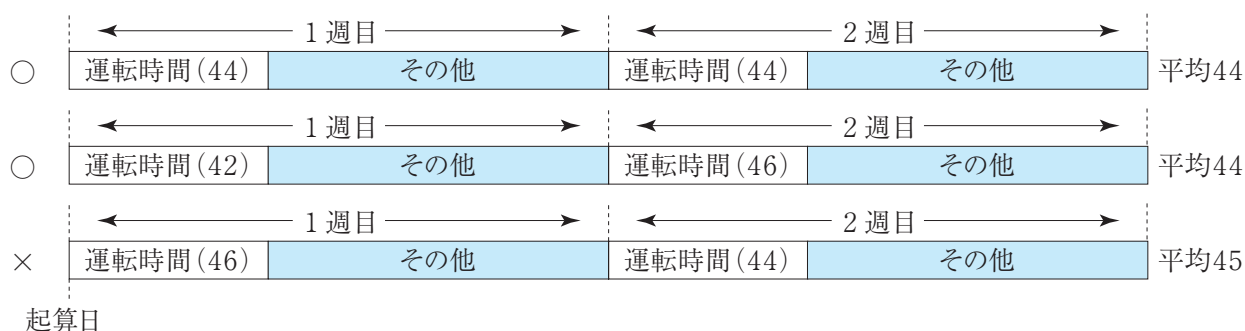 1週目 2週目
○ 運転時間(44) その他 運転時間(44) その他 平均44
1週目 2週目
○ 運転時間(42) その他 運転時間(46) その他 平均44
1週目 2週目
× 運転時間(46) その他 運転時間(44) その他 平均45
起算日